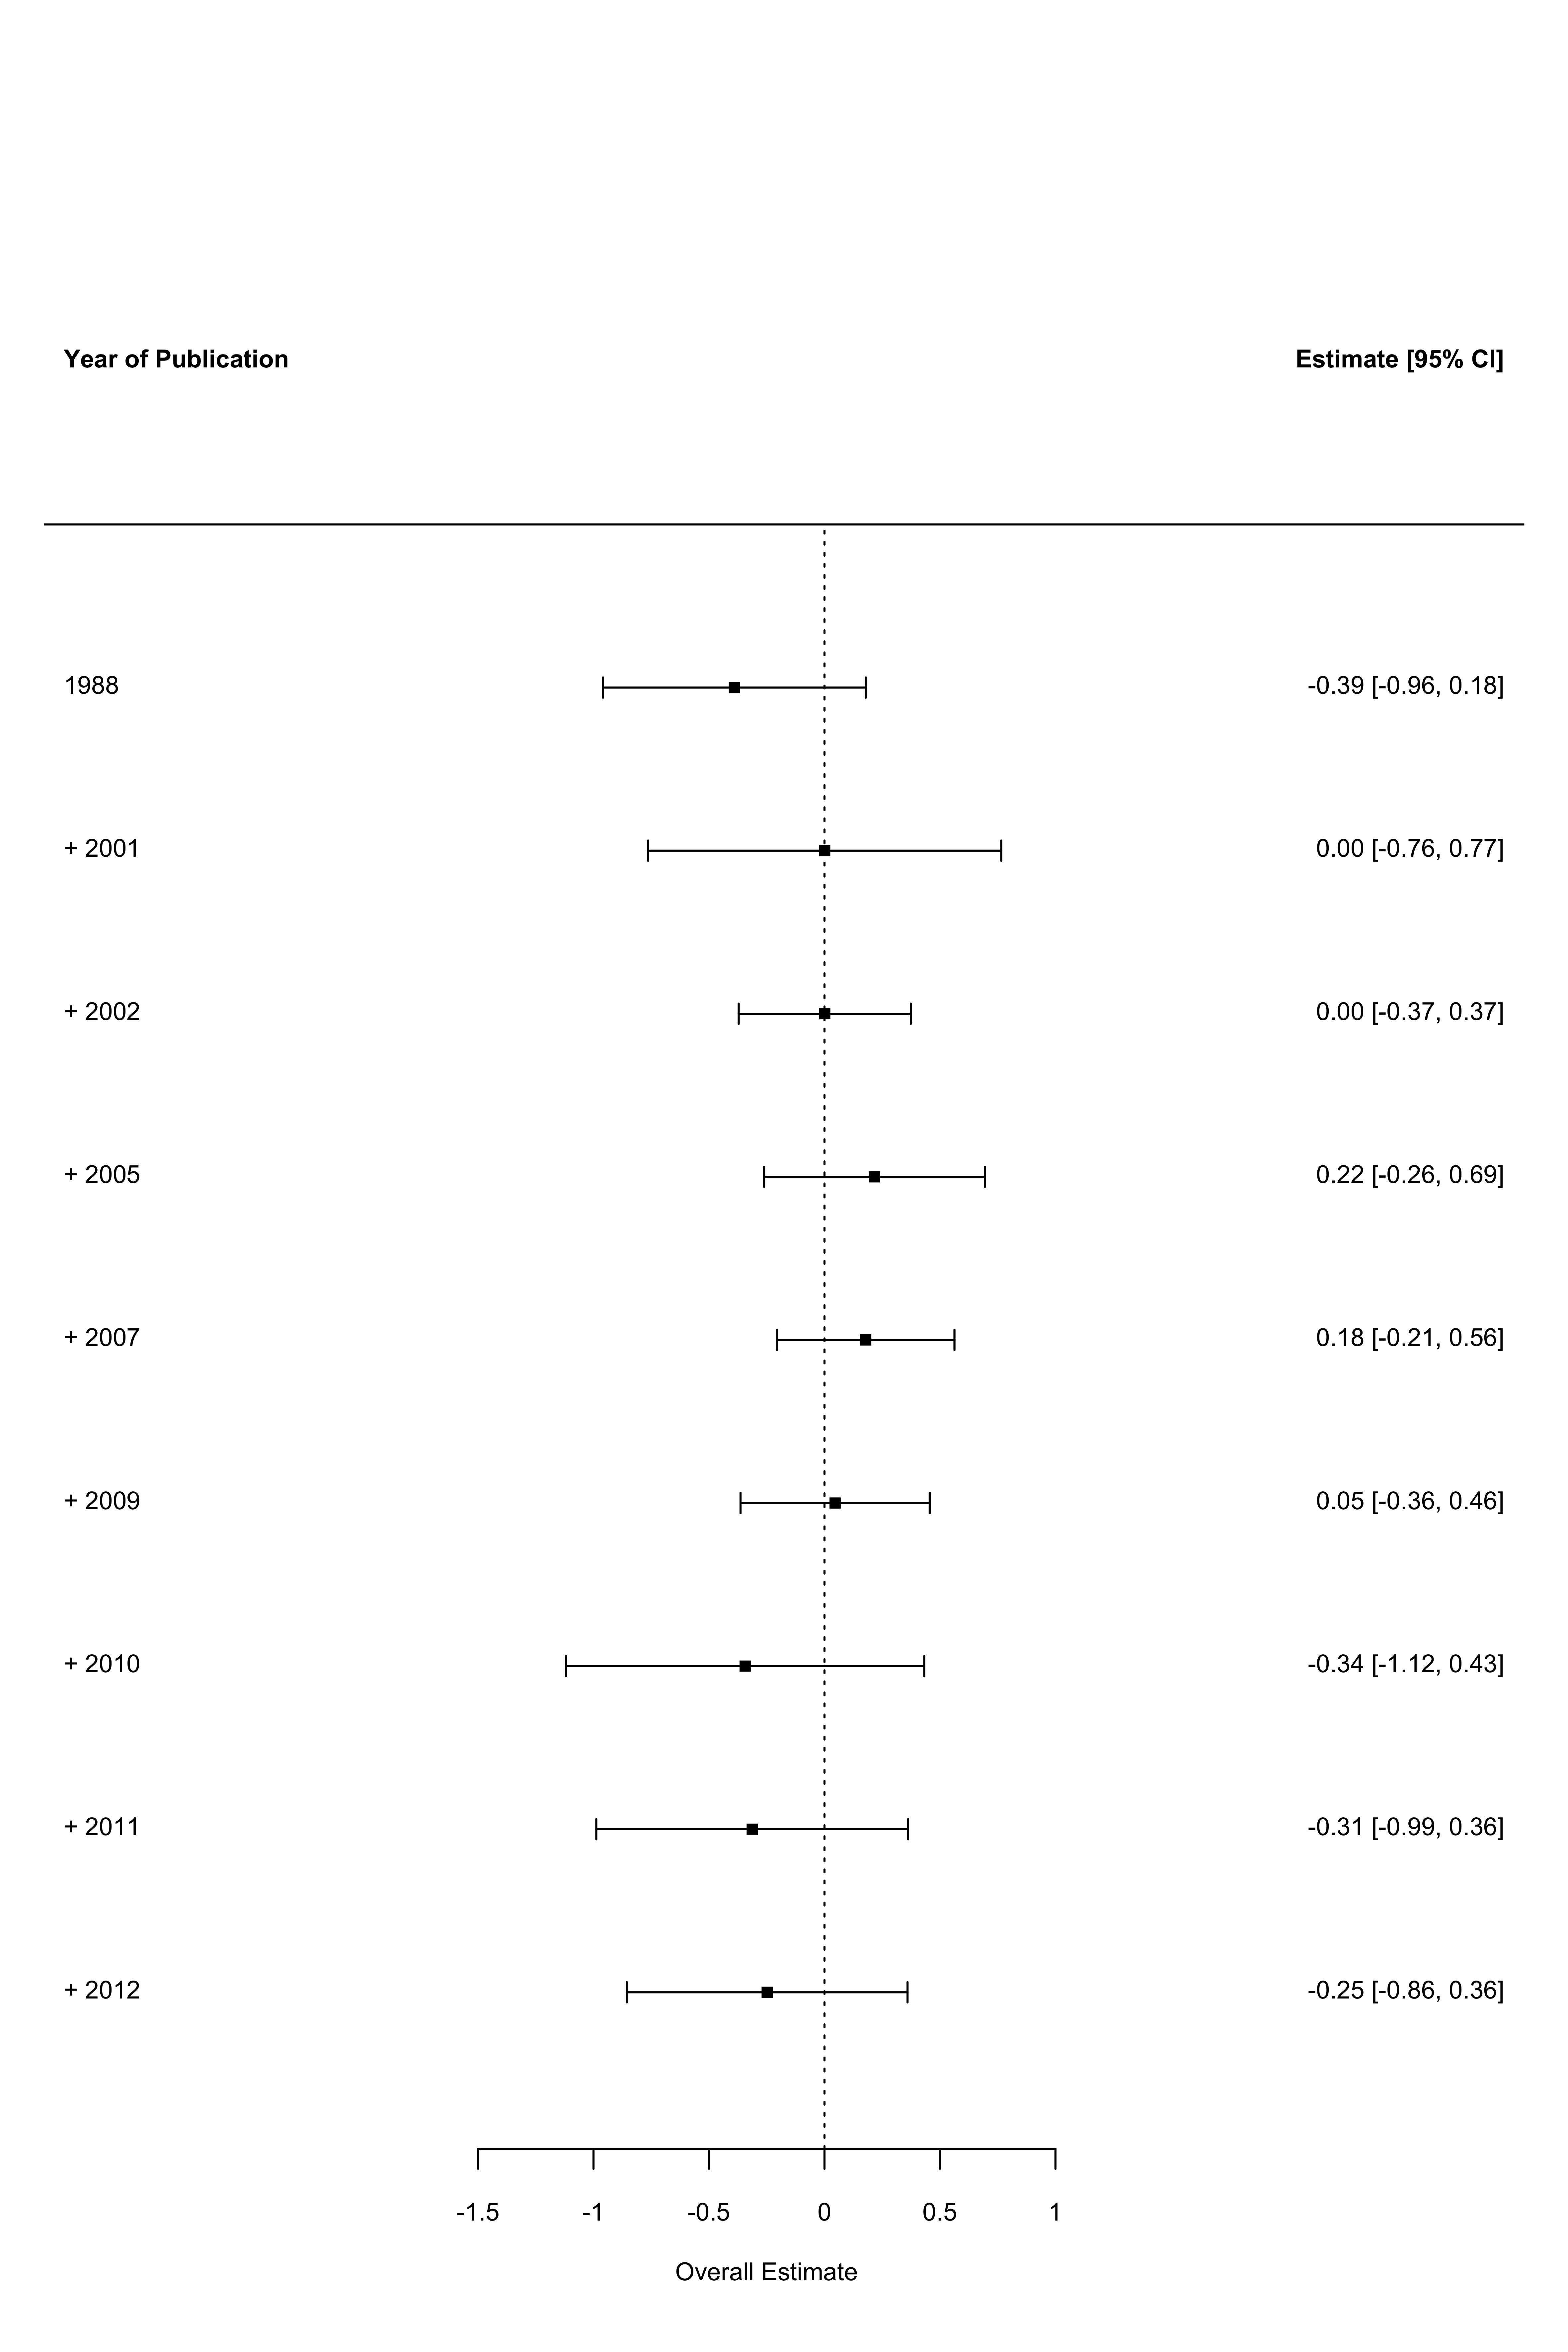 Year of Publication Estimate [95% CI]
1988 -0.39 [-0.96, 0.18]
+ 2001 0.00 [-0.76, 0.77]
+ 2002 0.00 [-0.37, 0.37]
+ 2005 0.22 [-0.26, 0.69]
+ 2007 0.18 [-0.21, 0.56]
+ 2009 0.05 [-0.36, 0.46]
+ 2010 -0.34 [-1.12, 0.43]
+ 2011 -0.31 [-0.99, 0.36]
+ 2012 -0.25 [-0.86, 0.36]
-1.5 -1 -0.5 0 0.5 1
Overall Estimate